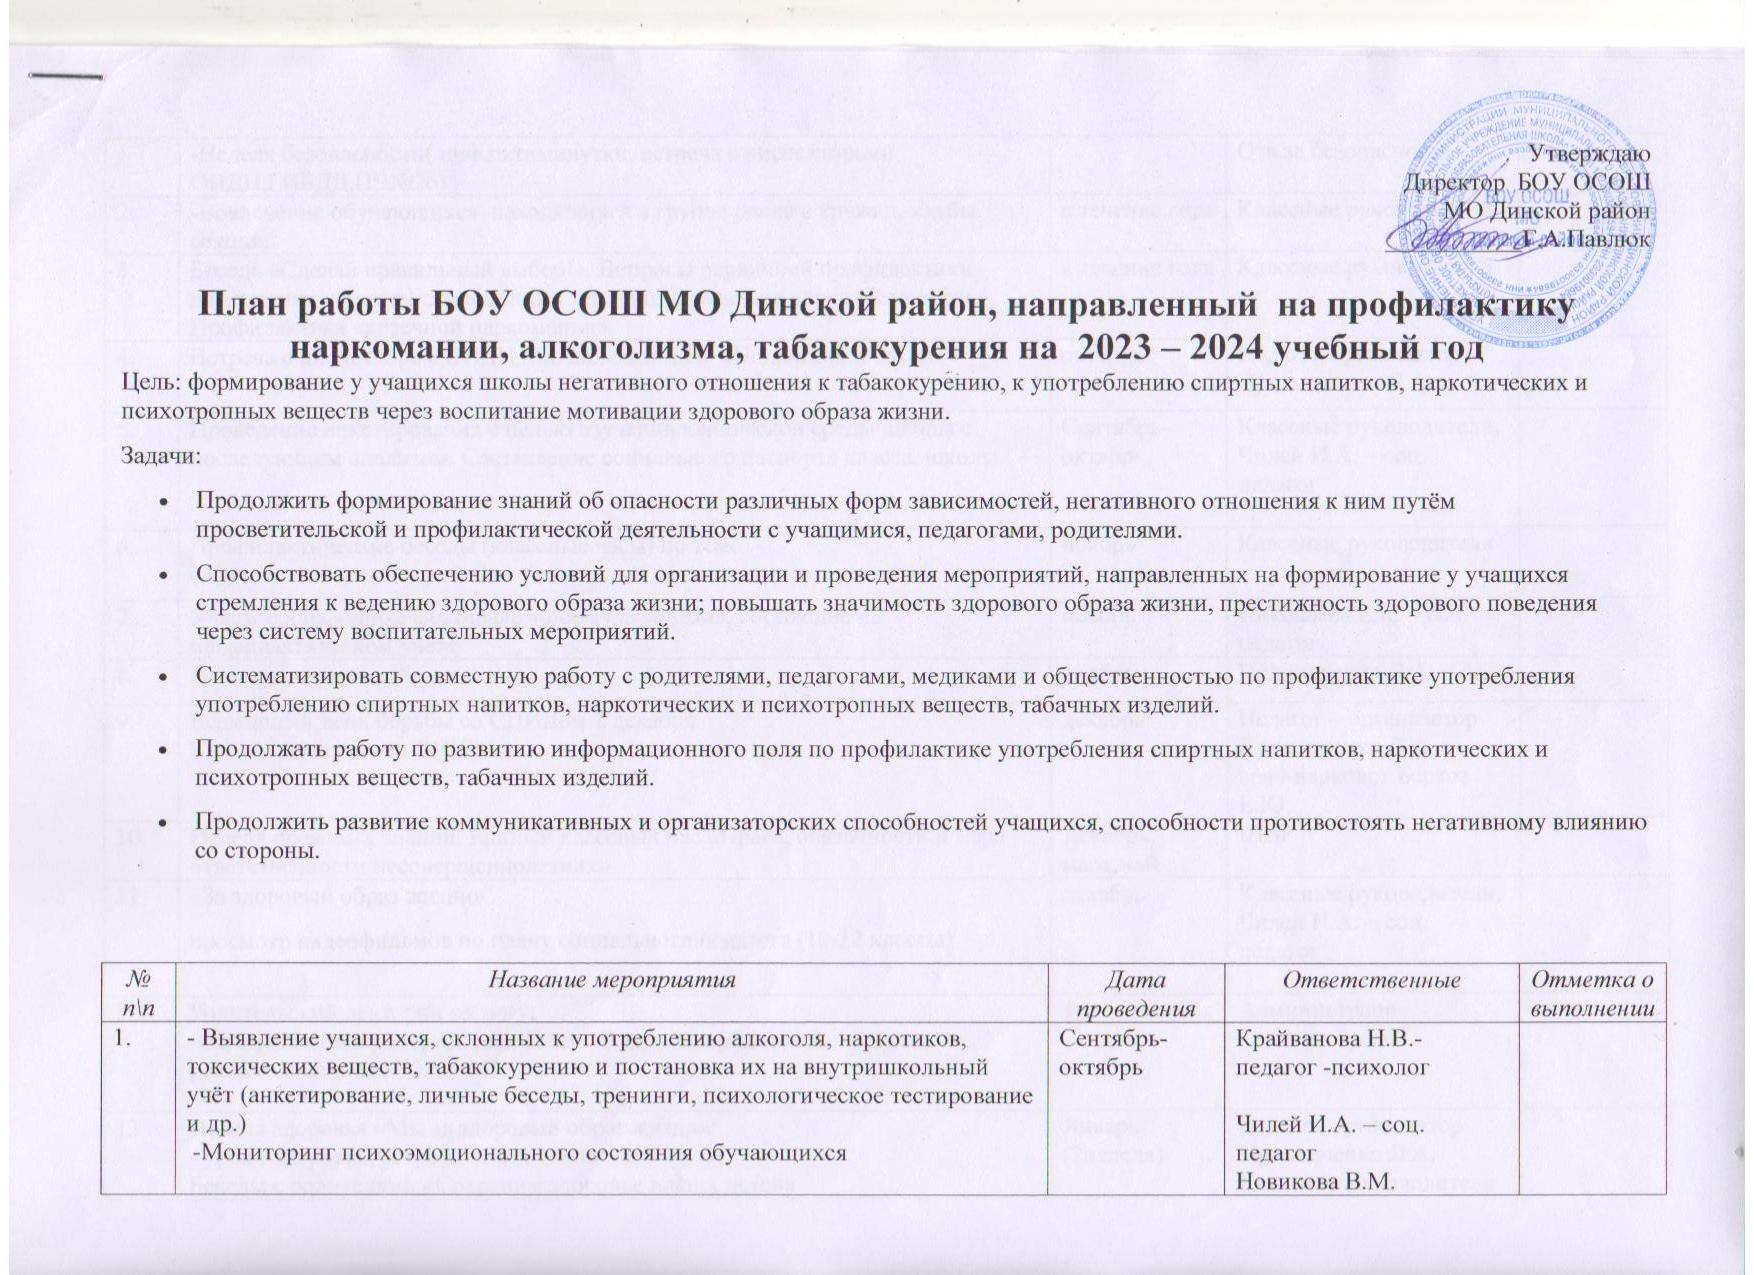 Утверждаю
Директор БОУ ОСОШ
МО Динской район
Г.А.Павлюк
План работы БОУ ОСОШ МО Динской район, направленный на профилактику
наркомании, алкоголизма, табакокурения на 2023 – 2024 учебный год
Цель: формирование у учащихся школы негативного отношения к табакокурению, к употреблению спиртных напитков, наркотических и
психотропных веществ через воспитание мотивации здорового образа жизни.
Задачи:
• Продолжить формирование знаний об опасности различных форм зависимостей, негативного отношения к ним путём
просветительской и профилактической деятельности с учащимися, педагогами, родителями.
• Способствовать обеспечению условий для организации и проведения мероприятий, направленных на формирование у учащихся
стремления к ведению здорового образа жизни; повышать значимость здорового образа жизни, престижность здорового поведения
через систему воспитательных мероприятий.
• Систематизировать совместную работу с родителями, педагогами, медиками и общественностью по профилактике употребления
употреблению спиртных напитков, наркотических и психотропных веществ, табачных изделий.
• Продолжать работу по развитию информационного поля по профилактике употребления спиртных напитков, наркотических и
психотропных веществ, табачных изделий.
• Продолжить развитие коммуникативных и организаторских способностей учащихся, способности противостоять негативному влиянию
со стороны.
№ п\п
Название мероприятия
Дата проведения
Ответственные
Отметка о выполнении
1.
- Выявление учащихся, склонных к употреблению алкоголя, наркотиков,
токсических веществ, табакокурению и постановка их на внутришкольный
учёт (анкетирование, личные беседы, тренинги, психологическое тестирование
и др.)
-Мониторинг психоэмоционального состояния обучающихся
Сентябрь-
октябрь
Крайванова Н.В.-
педагог -психолог
Чилей И.А. – соц.
педагог
Новикова В.М.